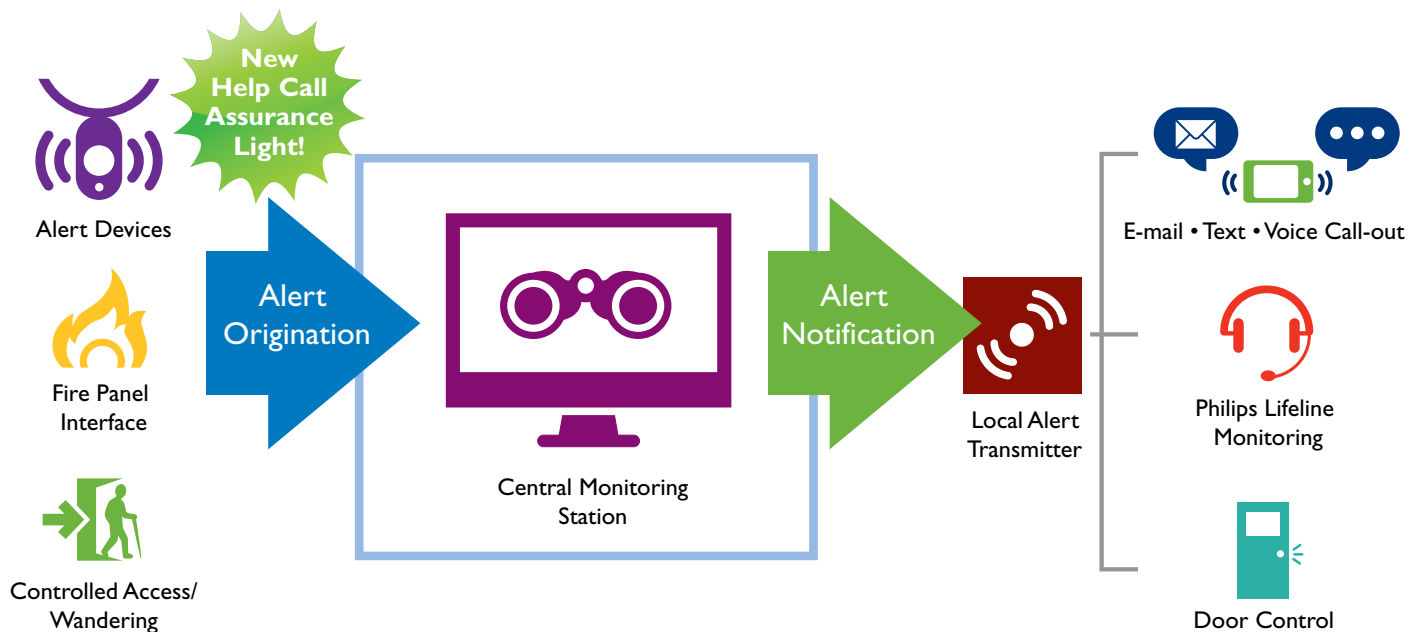 New
Help Call
Assurance
Light!
Alert Devices
Fire Panel
Interface
Controlled Access/
Wandering
Alert
Origination
Central Monitoring
Station
Alert
Notification
Local Alert
Transmitter
E-mail • Text • Voice Call-out
Philips Lifeline
Monitoring
Door Control